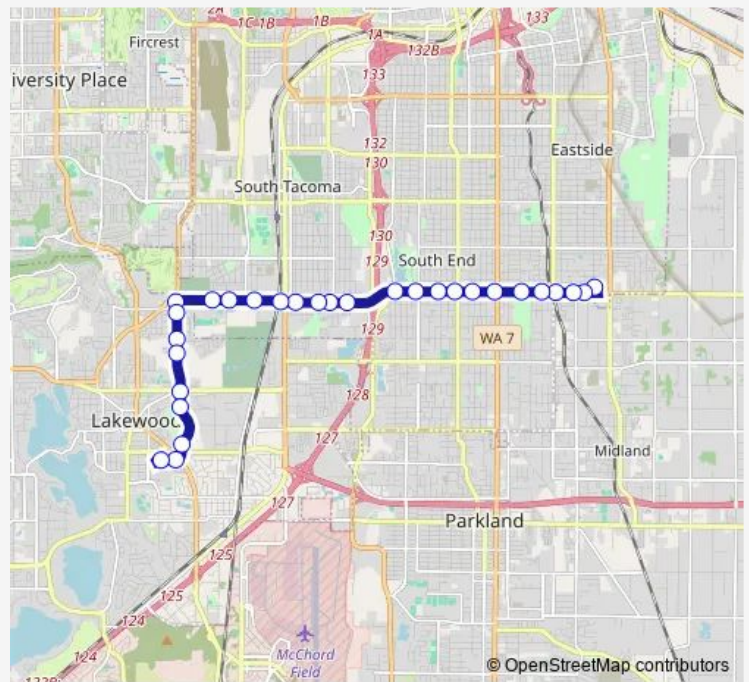 2A
1C 1B
1B
133
Fircrest
1A
132B
iversity Place
133
132
Eastside
130
South Tacoma
130
129
South End
129
WA 7
128
Lakewood
127
Midland
127
Parkland
125
125
124
McChord
Field
124
© OpenStreetMap contributors